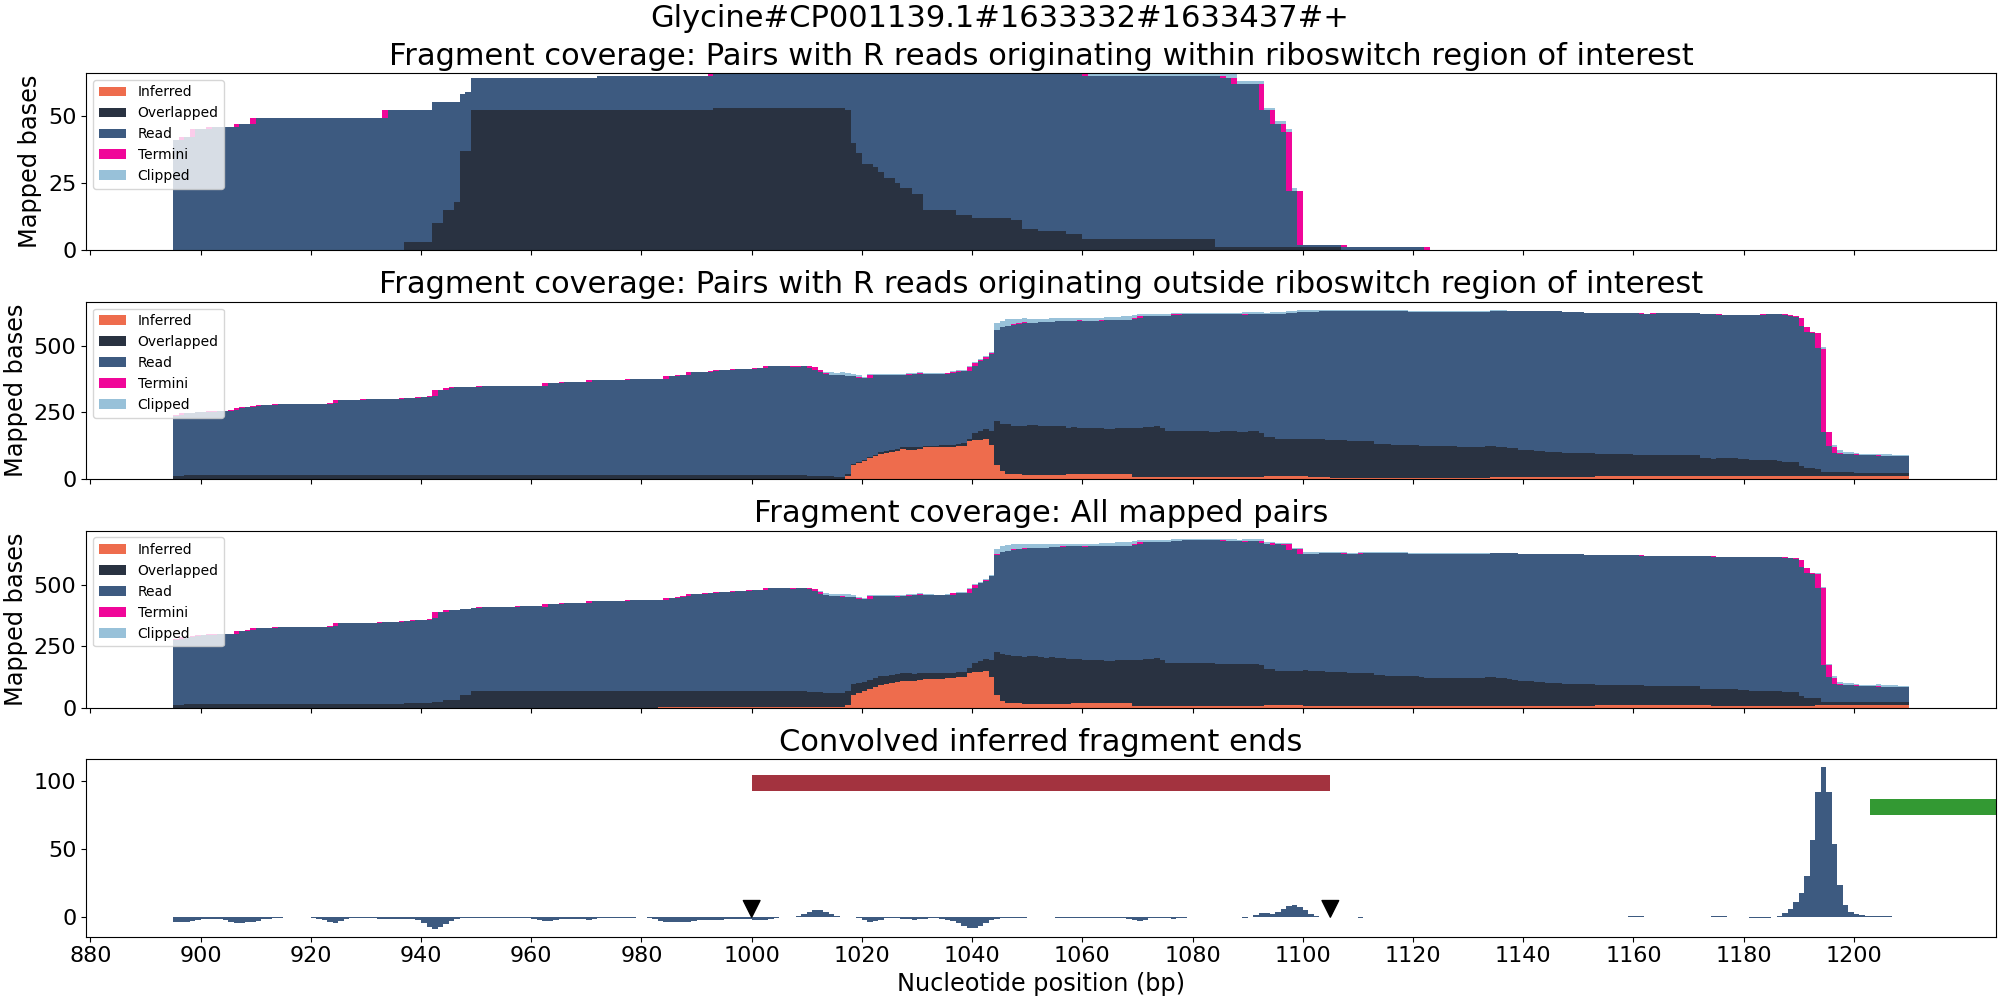 Glycine#CP001139.1#1633332#1633437#+
Fragment coverage: Pairs with R reads originating within riboswitch region of interest
Mapped bases
50
25
0
Inferred
Overlapped
Read
Termini
Clipped
Fragment coverage: Pairs with R reads originating outside riboswitch region of interest
Mapped bases
500
250
0
Inferred
Overlapped
Read
Termini
Clipped
Fragment coverage: All mapped pairs
Mapped bases
500
250
0
Inferred
Overlapped
Read
Termini
Clipped
Convolved inferred fragment ends
100
50
0
880 900 920 940 960 980 1000 1020 1040 1060 1080 1100 1120 1140 1160 1180 1200
Nucleotide position (bp)